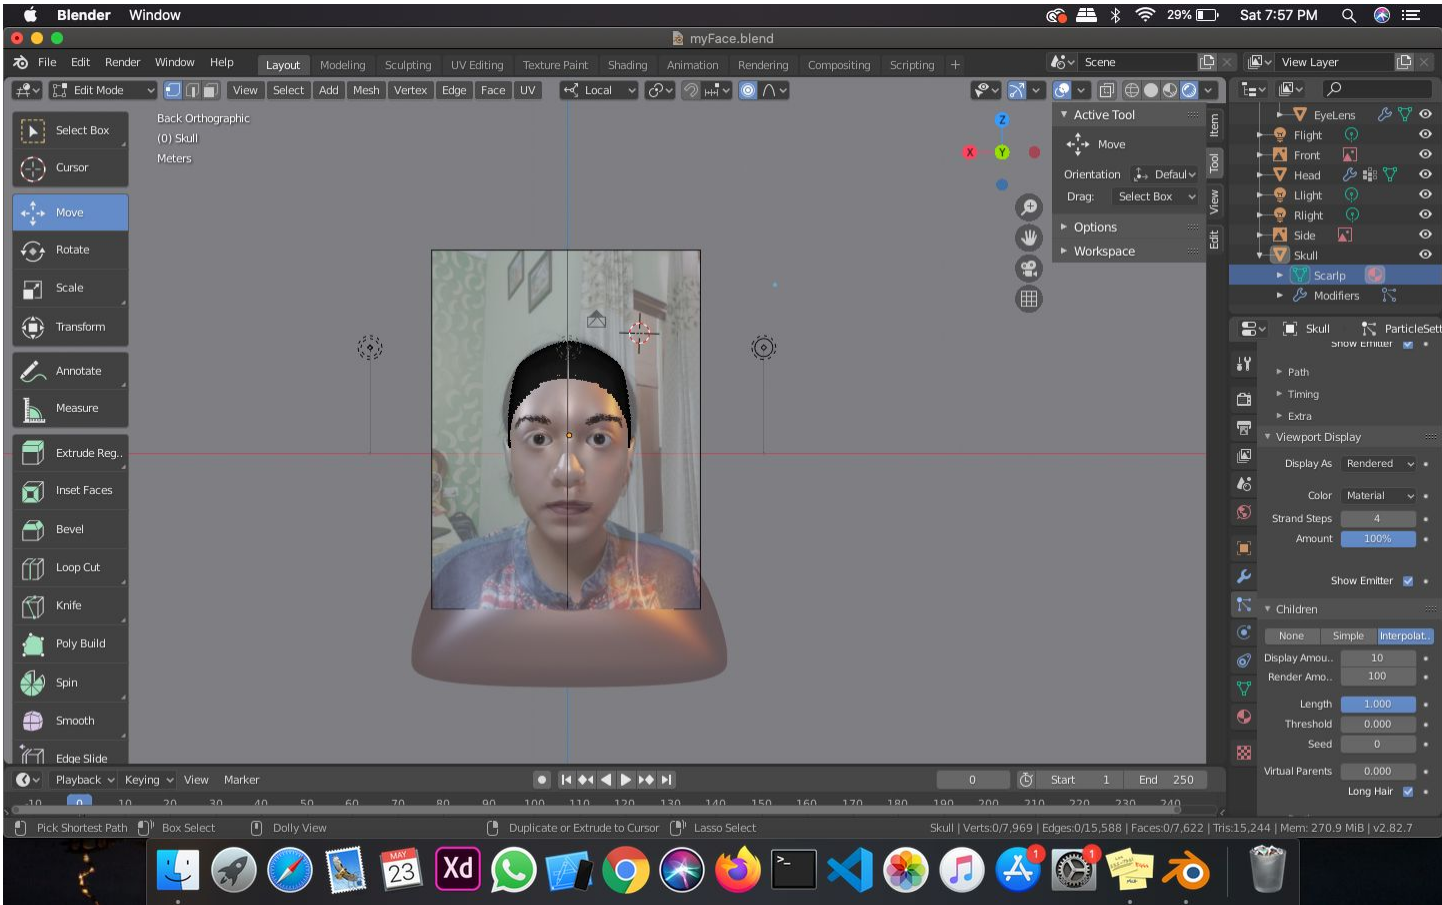 Blender Window 29% Sat 7:57 PM
myFace.blend
File Edit Render Window Help Layout Modeling Sculpting UV Editing Texture Paint Shading Animation Rendering Compositing Scripting + Scene View Layer
Edit Mode View Select Add Mesh Vertex Edge Face UV Local
Back Orthographic
(0) Skull
Meters
Select Box
Cursor
Move
Rotate
Scale
Transform
Annotate
Measure
Extrude Reg..
Inset Faces
Bevel
Loop Cut
Knife
Poly Build
Spin
Smooth
Edge Slide
Z
X
Y
Active Tool
Move
Orientation Defaul
Drag: Select Box
Options
Workspace
Item
Tool
View
Edit
EyeLens
Flight
Front
Head
Llight
Rlight
Side
Skull
Scarlp
Modifiers
Skull ParticleSett
Show Emitter
Path
Timing
Extra
Viewport Display
Display As Rendered
Color Material
Strand Steps 4
Amount 100%
Show Emitter
Children
None Simple Interpolat..
Display Amou.. 10
Render Amo.. 100
Length 1.000
Threshold 0.000
Seed 0
Virtual Parents 0.000
Long Hair
Playback Keying View Marker 0 Start 1 End 250
-10 0 10 20 30 40 50 60 70 80 90 100 110 120 130 140 150 160 170 180 190 200 210 220 230 240
Pick Shortest Path Box Select Dolly View Duplicate or Extrude to Cursor Lasso Select Skull | Verts:0/7,969 | Edges:0/15,588 | Faces:0/7,622 | Tris:15,244 | Mem: 270.9 MiB | v2.82.7
MAY
23
Xd
>_
1
1